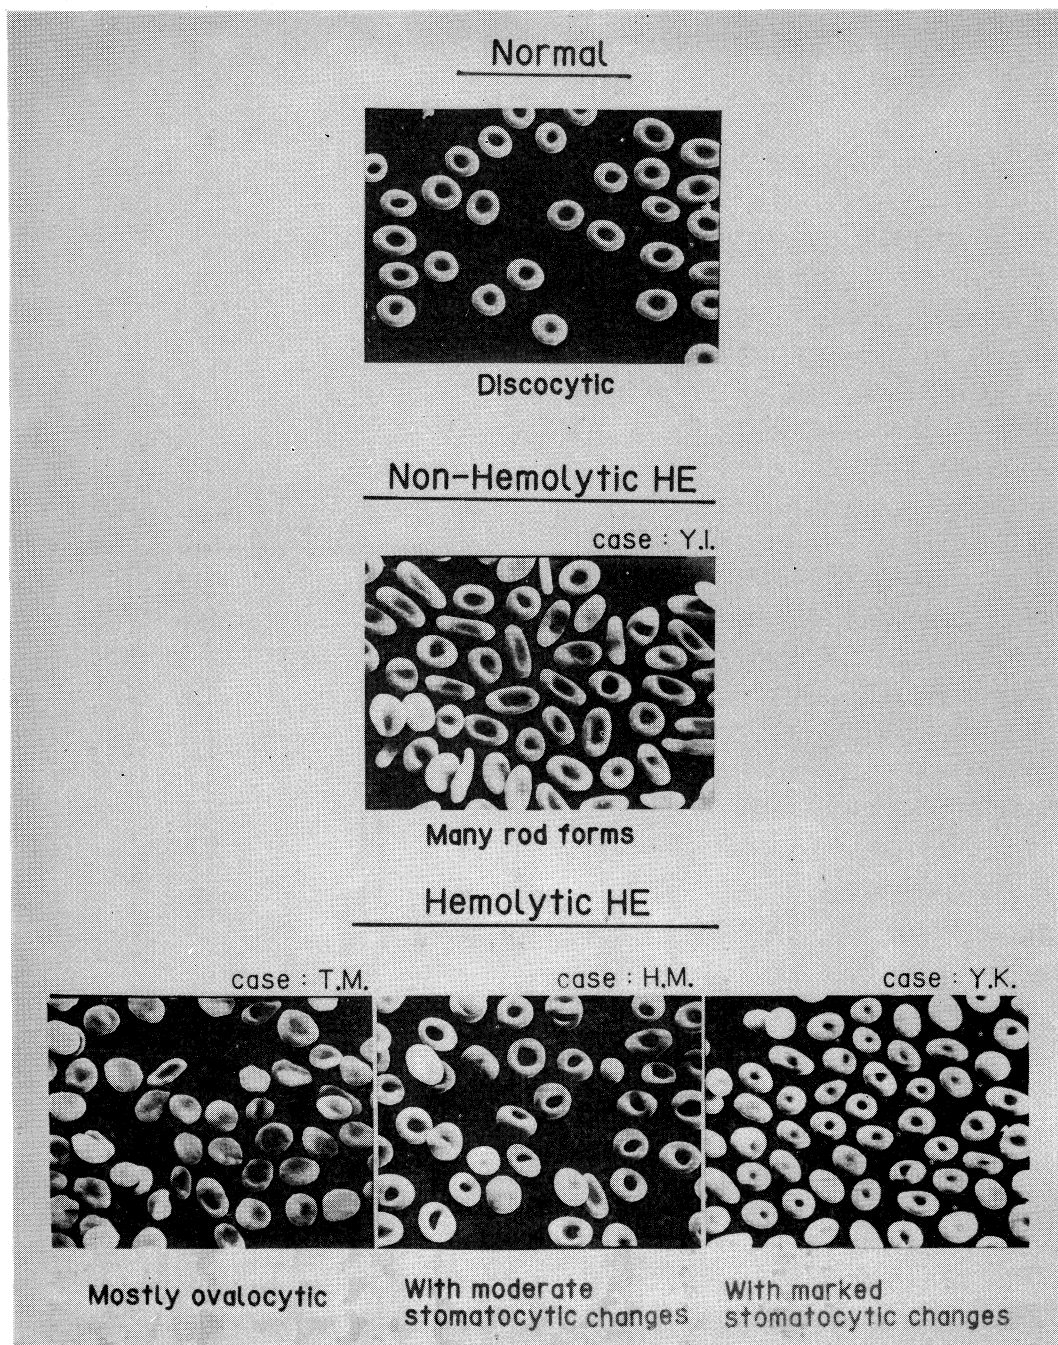 Normal
Discocytic
Non-Hemolytic HE
case : Y.I.
Many rod forms
Hemolytic HE
case : T.M.
case : H.M.
case : Y.K.
Mostly ovalocytic
With moderate
stomatocytic changes
With marked
stomatocytic changes